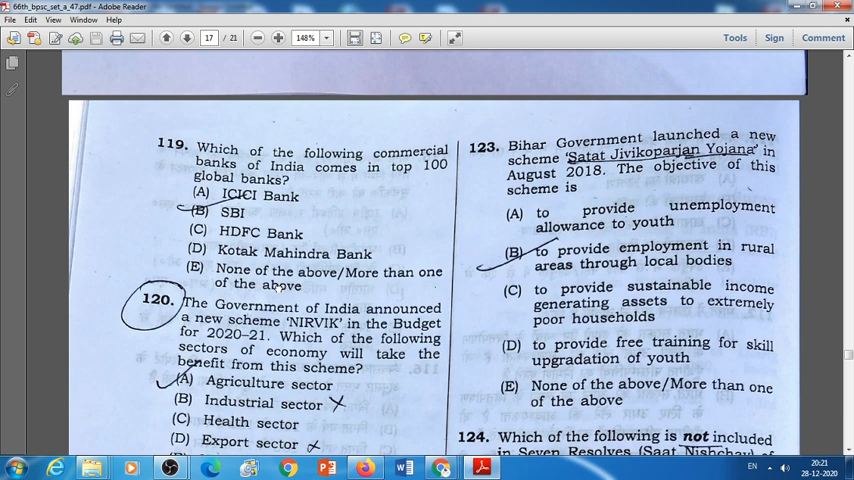 66th_bpsc_set_a_47.pdf - Adobe Reader
File Edit View Window Help
17 / 21
148%
Tools
Sign
Comment
119. Which of the following commercial
banks of India comes in top 100
global banks?
(A) ICICI Bank
(B) SBI
(C) HDFC Bank
(D) Kotak Mahindra Bank
(E) None of the above/More than one
of the above
120. The Government of India announced
a new scheme 'NIRVIK' in the Budget
for 2020-21. Which of the following
sectors of economy will take the
benefit from this scheme?
(A) Agriculture sector
(B) Industrial sector
(C) Health sector
(D) Export sector
123. Bihar Government launched a new
scheme 'Satat Jivikoparjan Yojana' in
August 2018. The objective of this
scheme is
(A) to provide unemployment
allowance to youth
(B) to provide employment in rural
areas through local bodies
(C) to provide sustainable income
generating assets to extremely
poor households
(D) to provide free training for skill
upgradation of youth
(E) None of the above/More than one
of the above
124. Which of the following is not included
in Seven Resolves (Saat Nishchay) of
EN
20:21
28-12-2020